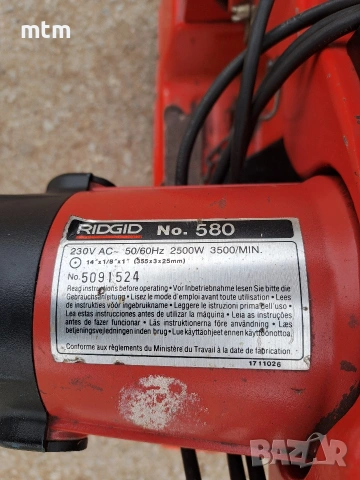 mtm
RIDGID No. 580
230V AC~ 50/60Hz 2500W 3500/MIN.
14"x1/8"x1" (355x3x25mm)
No. 5091524
Read instructions before operating • Vor Inbetriebnahme lesen Sie bitte die
Gebrauchsanleitung • Lisez le mode d'emploi avant toute utilisation •
Lees de instrukties voor ingebruikname • Leggere le istruzioni prima dell'uso •
Lea estas instrucciones antes de utilizar la máquina • Leia as instruções
antes de fazer funcionar • Läs instruktionerna före användning • Læs
betjeningsvejledningen inden brug • Lue käyttöohjeet ennen käyttöönottoa.
Conforme aux règlements du Ministère du Travail à la date de fabrication.
1711026
BAZAR
bg